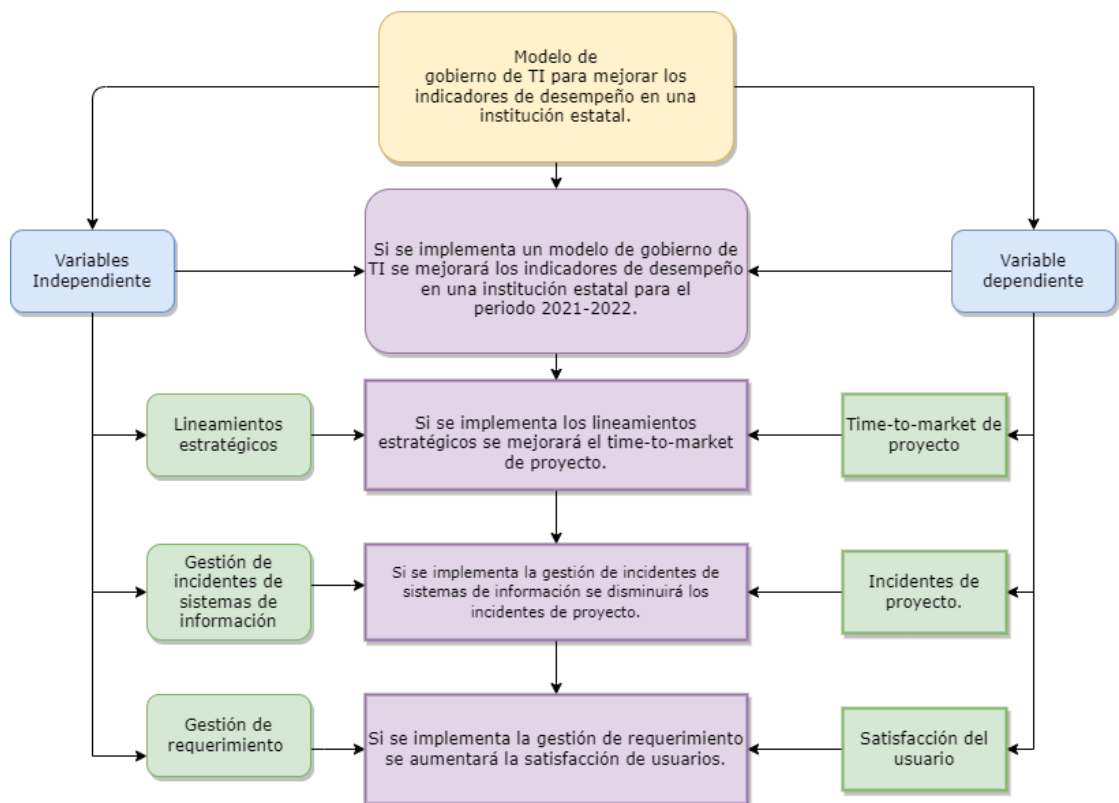 Modelo de
gobierno de TI para mejorar los
indicadores de desempeño en una
institución estatal.
Variables
Independiente
Si se implementa un modelo de gobierno de
TI se mejorará los indicadores de desempeño
en una institución estatal para el
periodo 2021-2022.
Variable
dependiente
Lineamientos
estratégicos
Si se implementa los lineamientos
estratégicos se mejorará el time-to-market
de proyecto.
Time-to-market de
proyecto
Gestión de
incidentes de
sistemas de
información
Si se implementa la gestión de incidentes de
sistemas de información se disminuirá los
incidentes de proyecto.
Incidentes de
proyecto.
Gestión de
requerimiento
Si se implementa la gestión de requerimiento
se aumentará la satisfacción de usuarios.
Satisfacción del
usuario